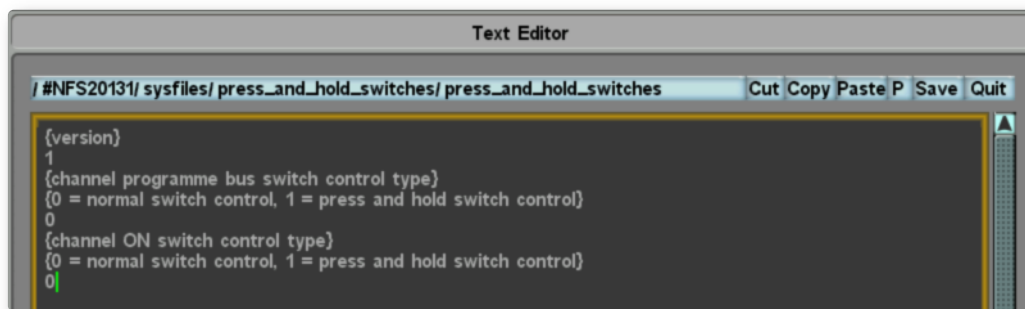 Text Editor
/ #NFS20131/ sysfiles/ press_and_hold_switches/ press_and_hold_switches Cut Copy Paste P Save Quit
{version}
1
{channel programme bus switch control type}
{0 = normal switch control, 1 = press and hold switch control}
0
{channel ON switch control type}
{0 = normal switch control, 1 = press and hold switch control}
0